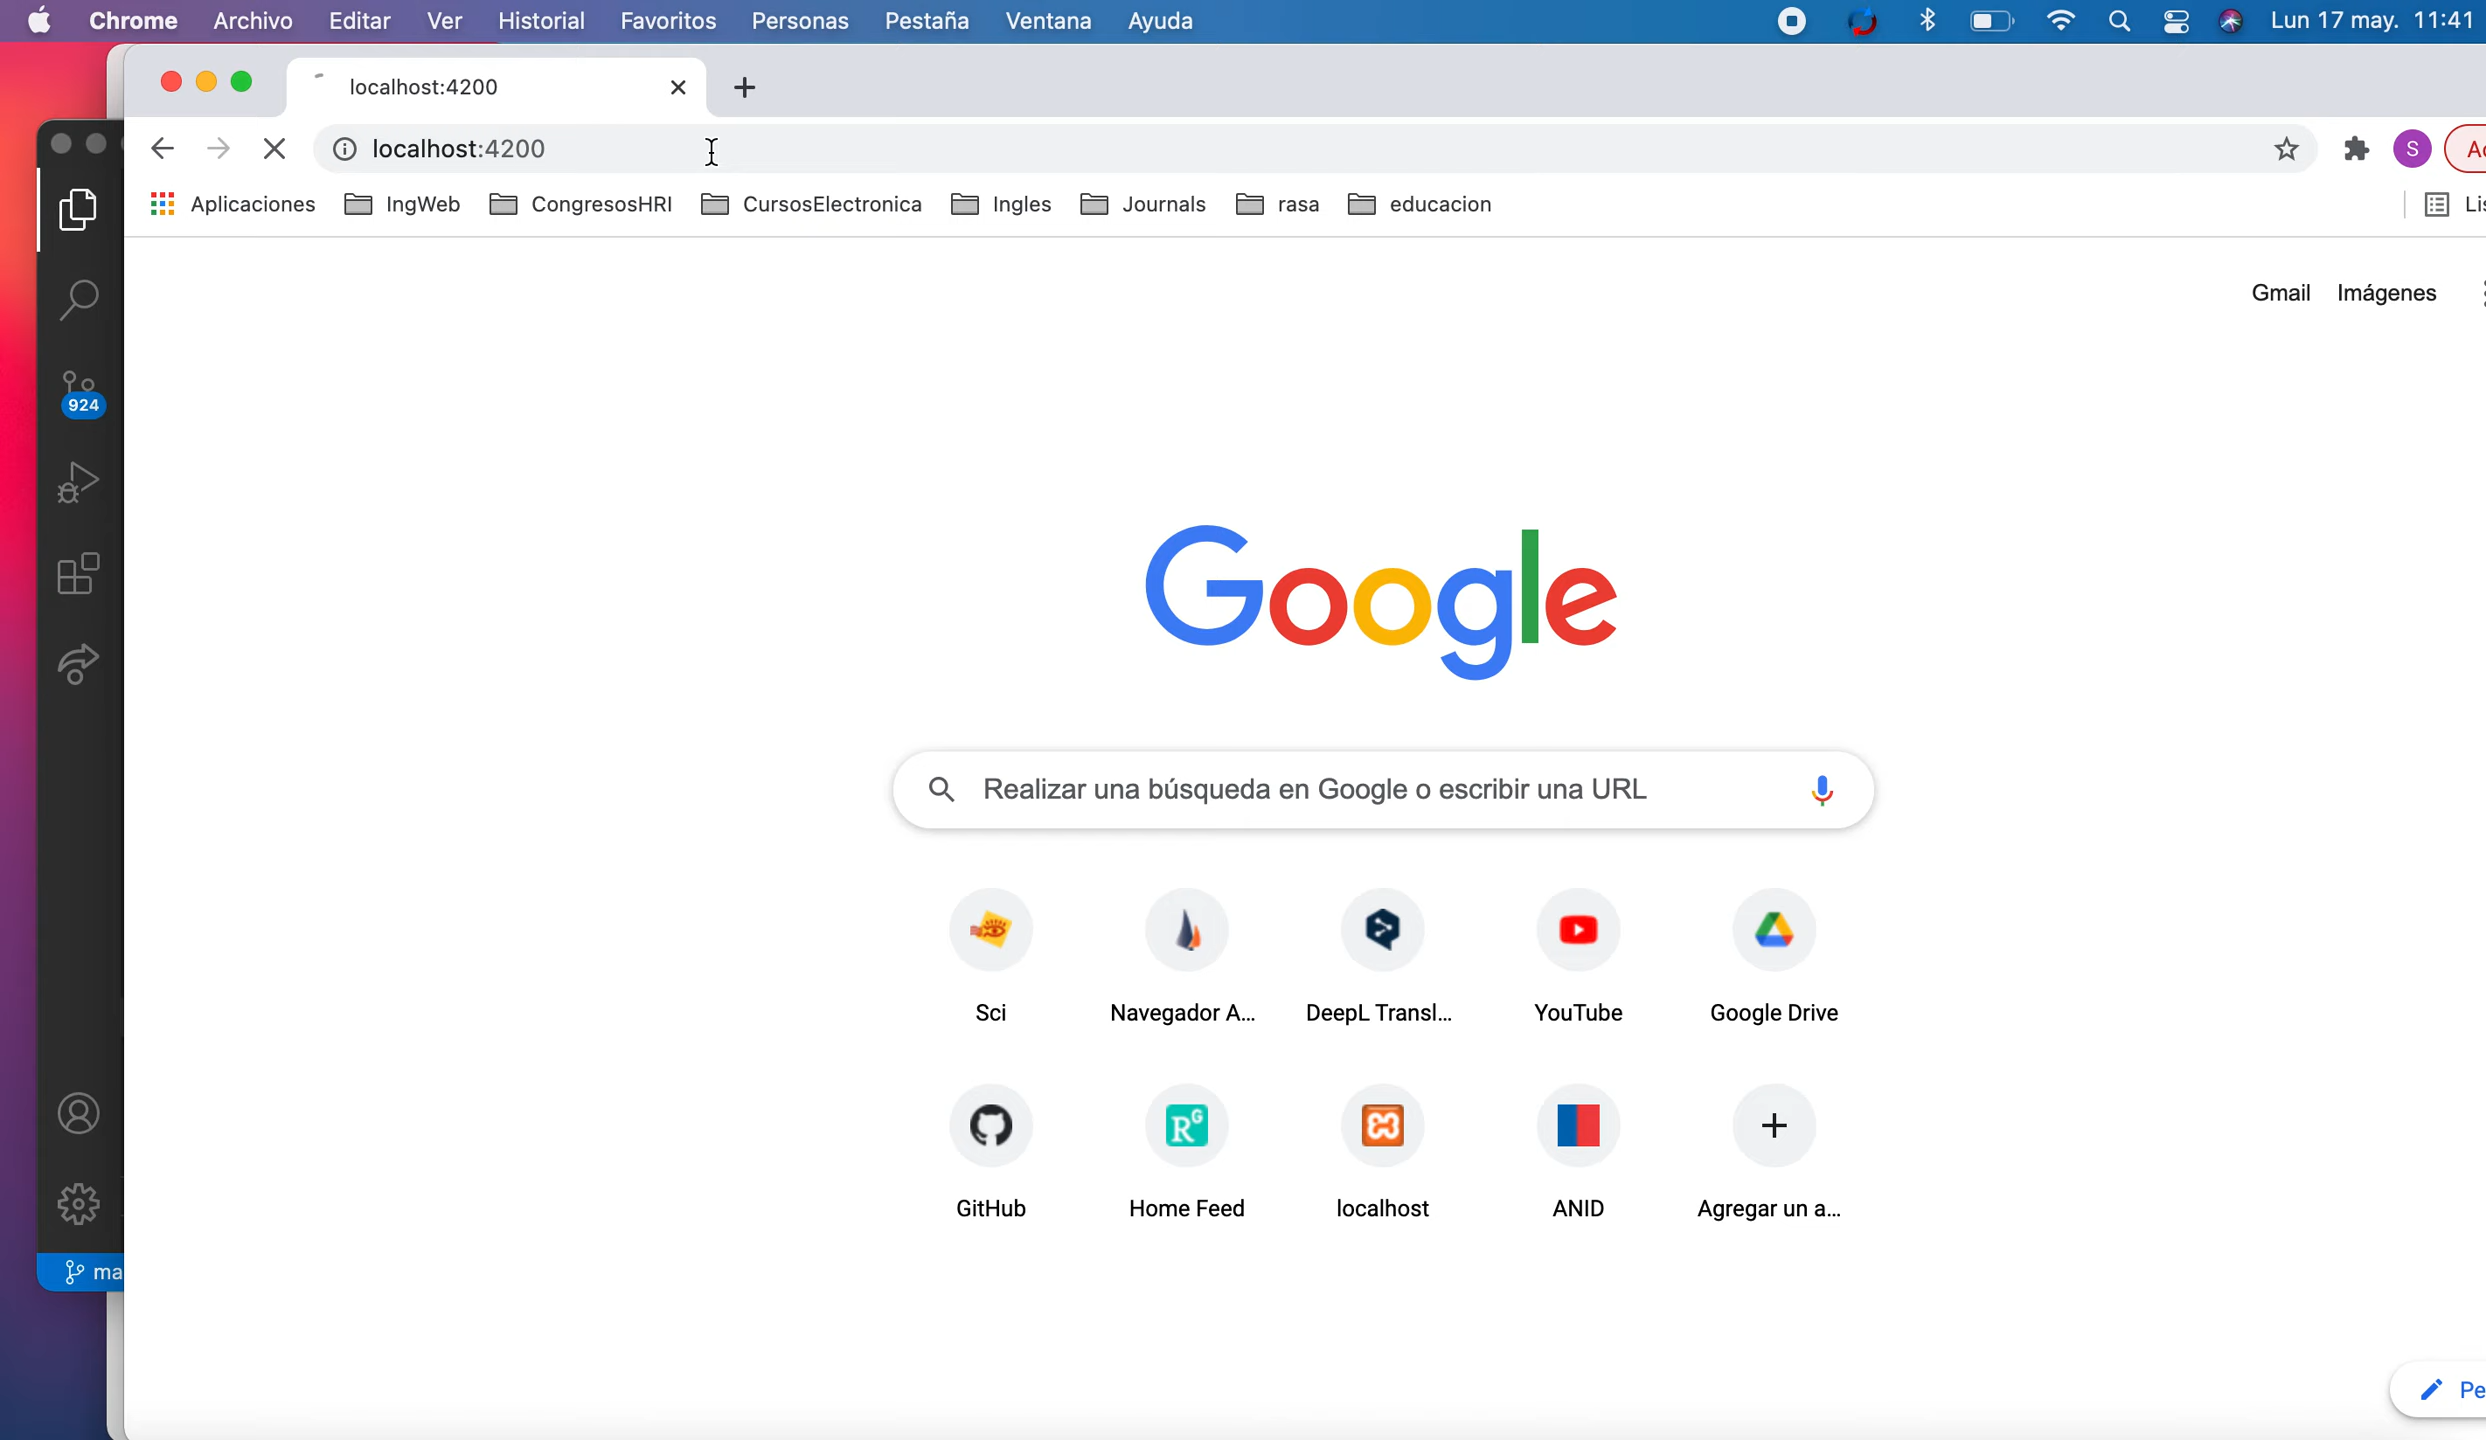 Chrome Archivo Editar Ver Historial Favoritos Personas Pestaña Ventana Ayuda Lun 17 may. 11:41
localhost:4200
localhost:4200 S
Aplicaciones IngWeb CongresosHRI CursosElectronica Ingles Journals rasa educacion
Gmail Imágenes
924
Google
Realizar una búsqueda en Google o escribir una URL
Sci Navegador A... DeepL Transl... YouTube Google Drive
RG
GitHub Home Feed localhost ANID Agregar un a...
ma
Pe